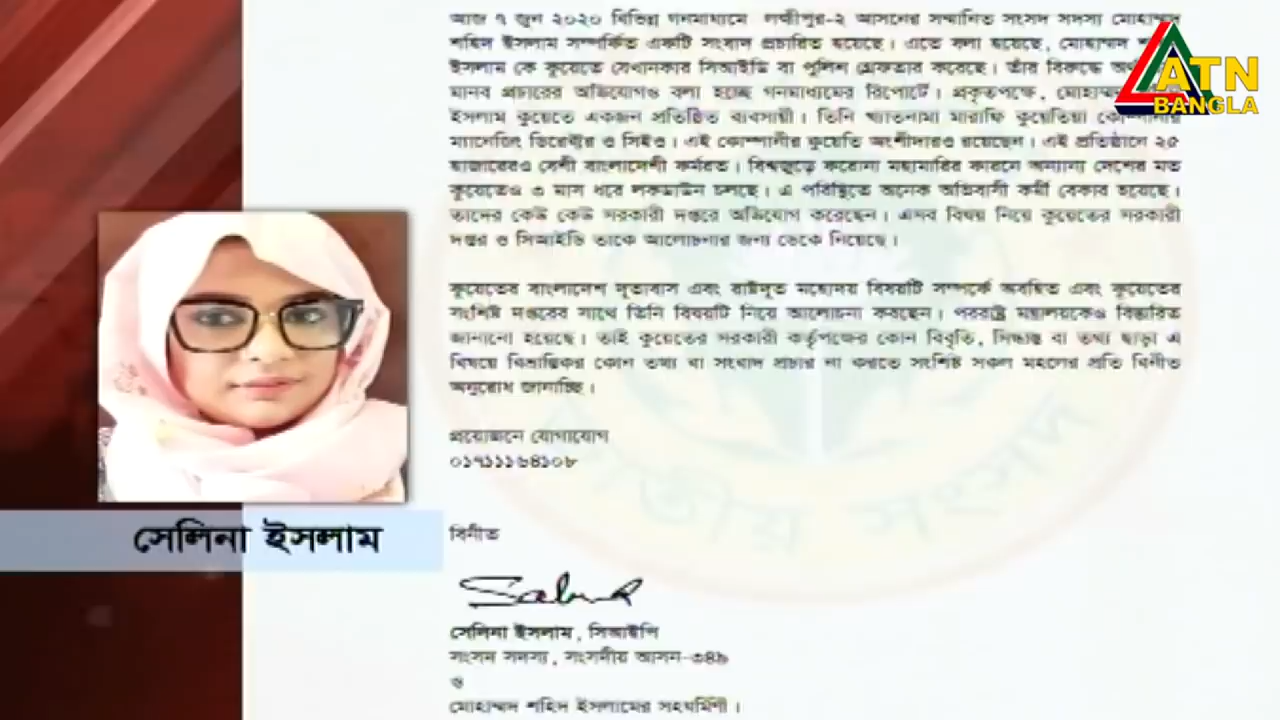 আজ ৭ জুন ২০২০ বিভিন্ন গনমাধ্যমে লক্ষীপুর-২ আসনের সম্মানিত সংসদ সদস্য মোহাম্মদ
শহিদ ইসলাম সম্পর্কিত একটি সংবাদ প্রচারিত হয়েছে। এতে বলা হয়েছে, মোহাম্মদ
ইসলাম কে কুয়েতে সেখানকার সিআইডি বা পুলিশ গ্রেফতার করেছে। তাঁর বিরুদ্ধে
মানব প্রচারের অভিযোগও বলা হচ্ছে গনমাধ্যমের রিপোর্টে। প্রকৃতপক্ষে,
ইসলাম কুয়েতে একজন প্রতিষ্ঠিত ব্যবসায়ী। তিনি খ্যাতনামা মারাফি কুয়েতিয়া কোম্পানীর
ম্যানেজিং ডিরেক্টর ও সিইও। এই কোম্পানীর কুয়েতি অংশীদারও রয়েছেন। এই প্রতিষ্ঠানে ২৫
হাজারেরও বেশী বাংলাদেশী কর্মরত। বিশ্বজুড়ে করোনা মহামারির কারনে অন্যান্য দেশের মত
কুয়েতেও ৩ মাস ধরে লকডাউন চলছে। এ পরিস্থিতে অনেক অভিবাসী কর্মী বেকার হয়েছে।
তাদের কেউ কেউ সরকারী দপ্তরে অভিযোগ করেছেন। এসব বিষয় নিয়ে কুয়েতের সরকারী
দপ্তর ও সিআইডি তাকে আলোচনার জন্য ডেকে নিয়েছে।
কুয়েতের বাংলাদেশ দূতাবাস এবং রাষ্টদূত মহোদয় বিষয়টি সম্পর্কে অবহিত এবং কুয়েতের
সংশিষ্ট দপ্তরের সাথে তিনি বিষয়টি নিয়ে আলোচনা করছেন। পররাষ্ট্র মন্ত্রালয়কেও বিস্তারিত
জানানো হয়েছে। তাই কুয়েতের সরকারী কর্তৃপক্ষের কোন বিবৃতি, সিদ্ধান্ত বা তথ্য ছাড়া এ
বিষয়ে বিভ্রান্তিকর কোন তথ্য বা সংবাদ প্রচার না করতে সংশিষ্ট সকল মহলের প্রতি বিনীত
অনুরোধ জানাচ্ছি।
প্রয়োজনে যোগাযোগ
০১৭১১১৬৪১০৮
বিনীত
সেলিনা ইসলাম, সিআইপি
সংসদ সদস্য, সংসদীয় আসন-৩৪৯
ও
মোহাম্মদ শহিদ ইসলামের সহধর্মিণী।
সেলিনা ইসলাম
ATN
BANGLA
জাতীয় সংসদ